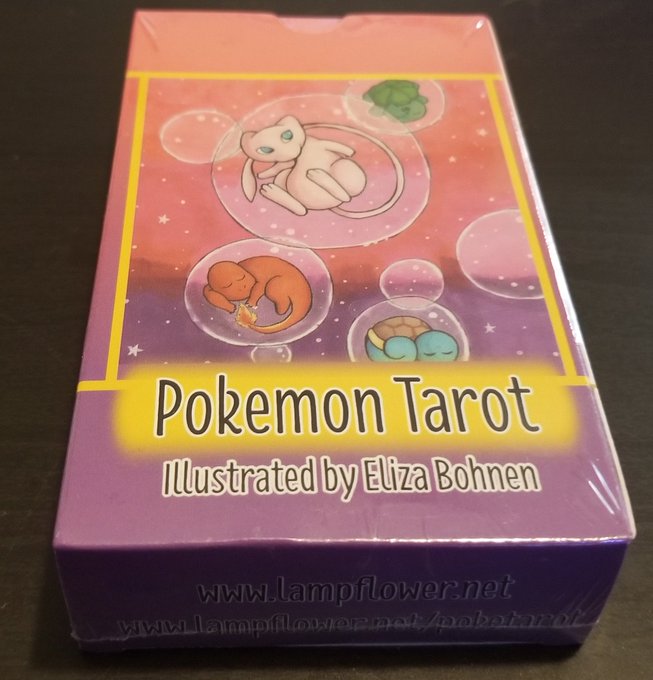 Pokemon Tarot
Illustrated by Eliza Bohnen
www.lampflower.net
www.lampflower.net/poketarot